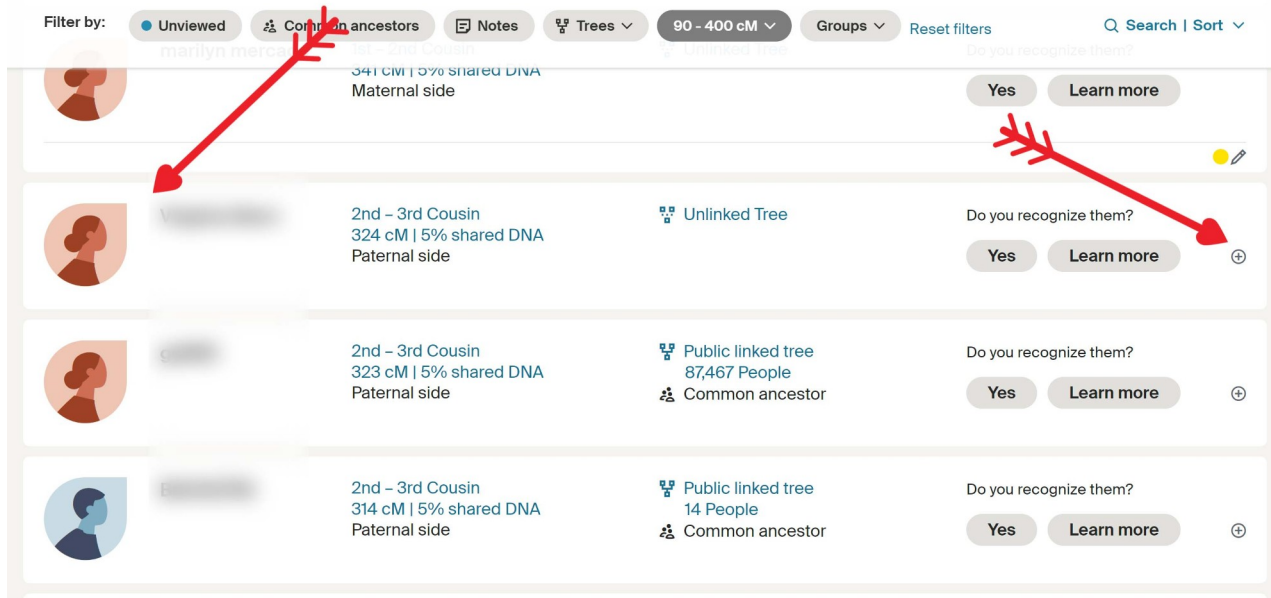 Filter by:
Unviewed
Common ancestors
Notes
Trees
90 - 400 cM
Groups
Reset filters
Search | Sort
marilyn
1st – 2nd Cousin
Unlinked Tree
Do you recognize them?
341 cM | 5% shared DNA
Maternal side
Yes
Learn more
2nd – 3rd Cousin
324 cM | 5% shared DNA
Paternal side
Unlinked Tree
Do you recognize them?
Yes
Learn more
2nd – 3rd Cousin
323 cM | 5% shared DNA
Paternal side
Public linked tree
87,467 People
Common ancestor
Do you recognize them?
Yes
Learn more
2nd – 3rd Cousin
314 cM | 5% shared DNA
Paternal side
Public linked tree
14 People
Common ancestor
Do you recognize them?
Yes
Learn more